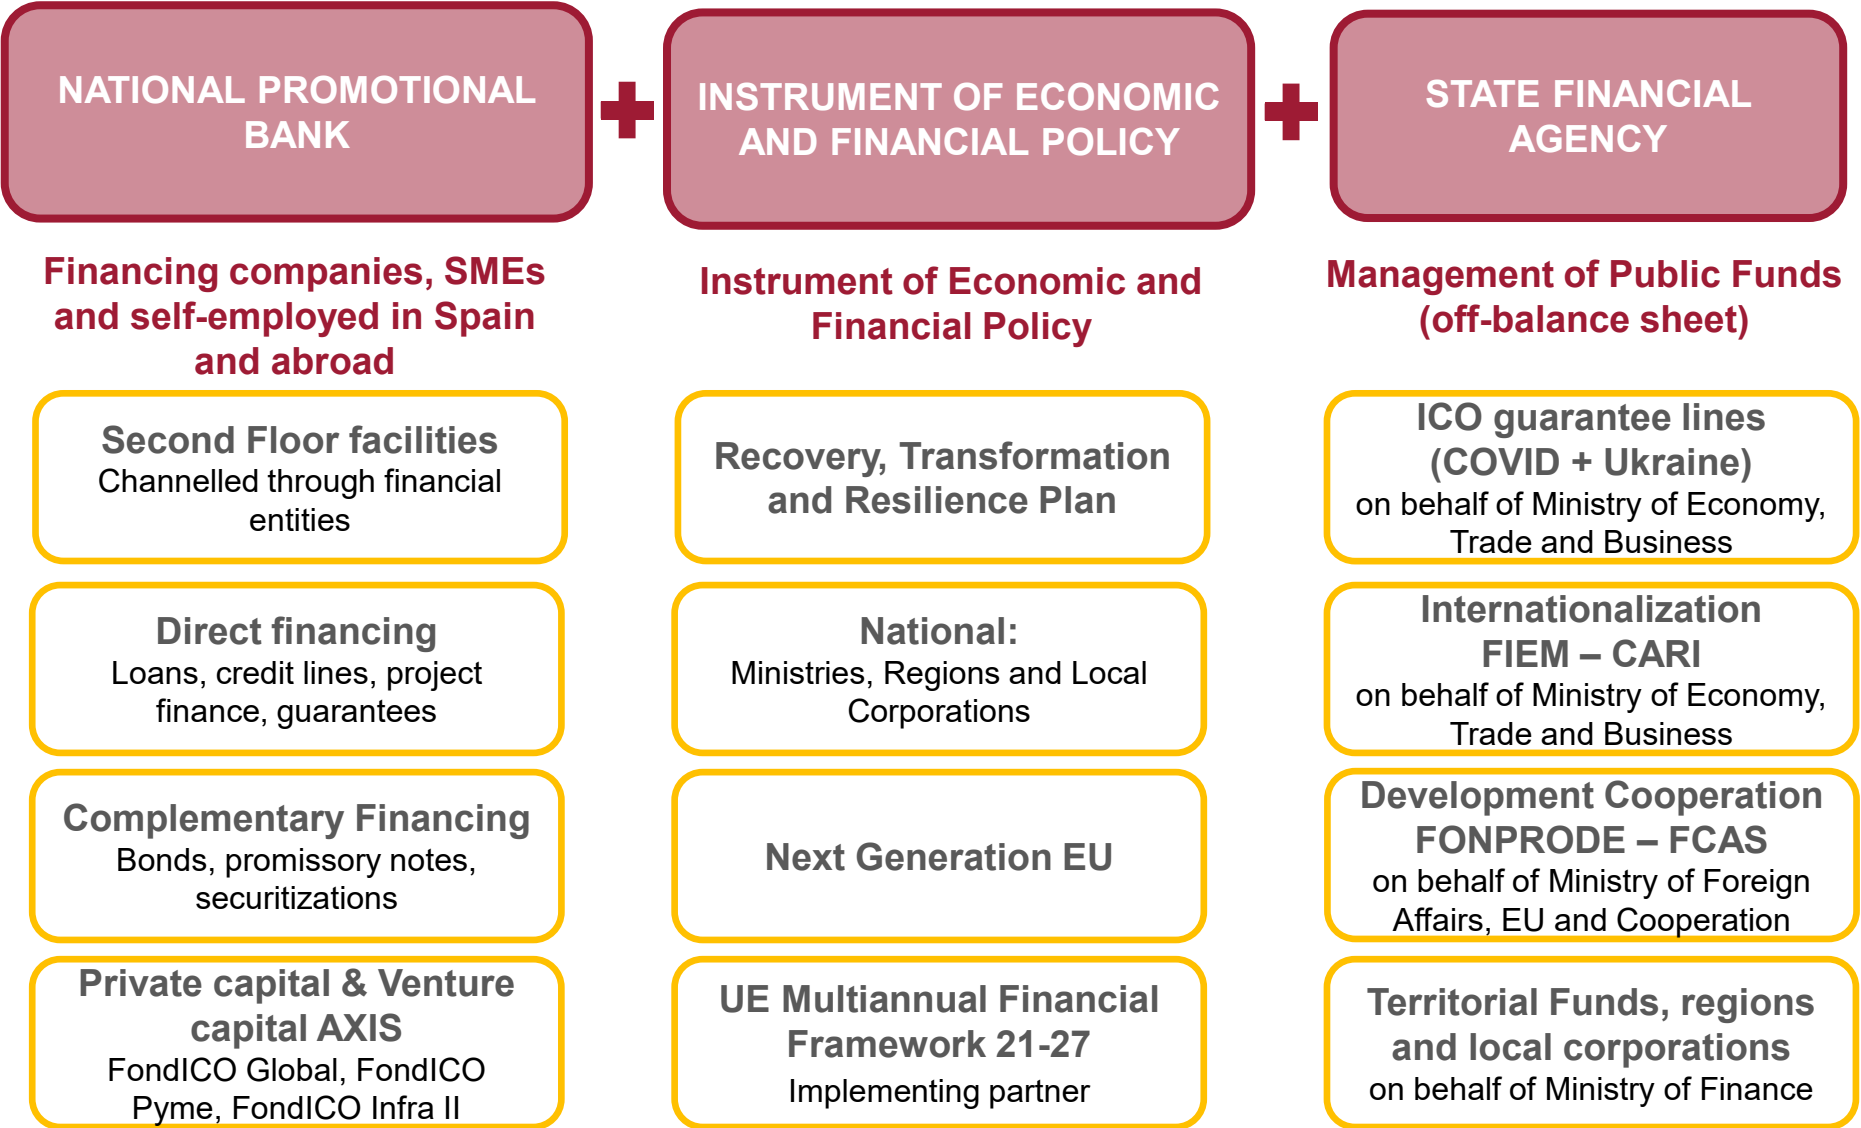 NATIONAL PROMOTIONAL
BANK
INSTRUMENT OF ECONOMIC
AND FINANCIAL POLICY
STATE FINANCIAL
AGENCY
Financing companies, SMEs
and self-employed in Spain
and abroad
Second Floor facilities
Channelled through financial
entities
Direct financing
Loans, credit lines, project
finance, guarantees
Complementary Financing
Bonds, promissory notes,
securitizations
Private capital & Venture
capital AXIS
FondICO Global, FondICO
Pyme, FondICO Infra II
Instrument of Economic and
Financial Policy
Recovery, Transformation
and Resilience Plan
National:
Ministries, Regions and Local
Corporations
Next Generation EU
UE Multiannual Financial
Framework 21-27
Implementing partner
Management of Public Funds
(off-balance sheet)
ICO guarantee lines
(COVID + Ukraine)
on behalf of Ministry of Economy,
Trade and Business
Internationalization
FIEM – CARI
on behalf of Ministry of Economy,
Trade and Business
Development Cooperation
FONPRODE – FCAS
on behalf of Ministry of Foreign
Affairs, EU and Cooperation
Territorial Funds, regions
and local corporations
on behalf of Ministry of Finance